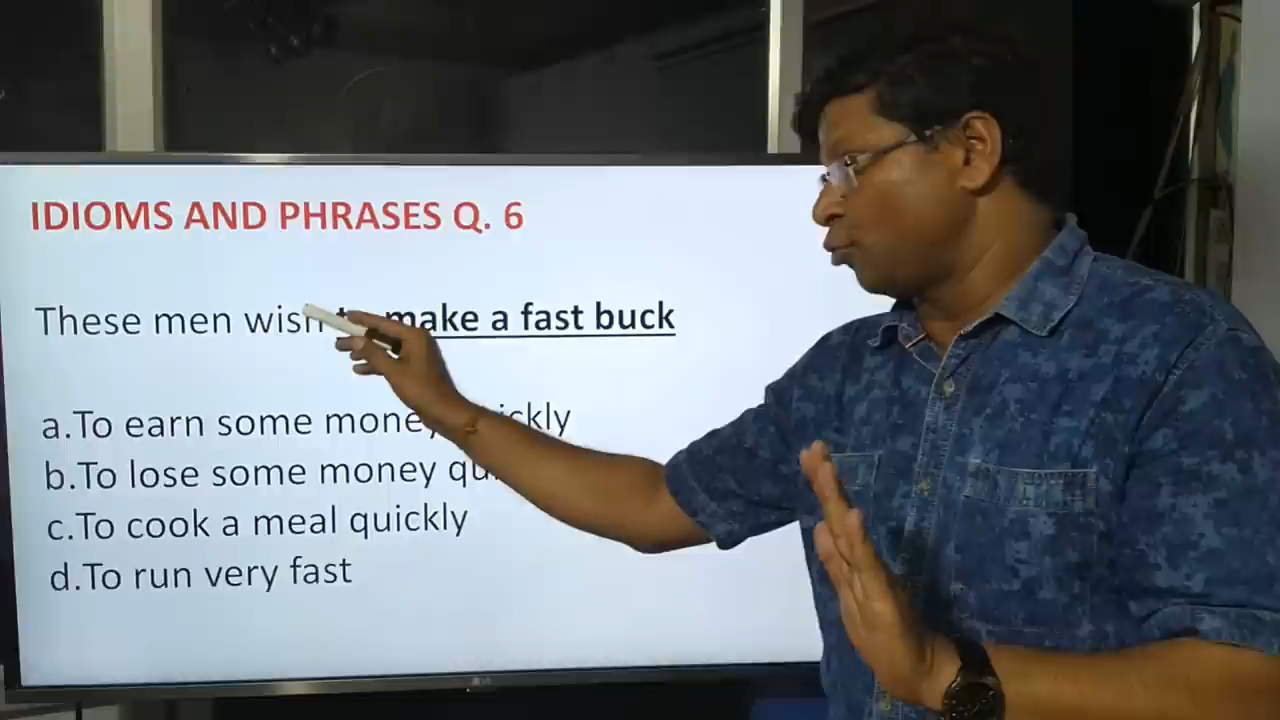 IDIOMS AND PHRASES Q. 6
These men wish make a fast buck
a.To earn some money
b.To lose some money
c.To cook a meal quickly
d.To run very fast